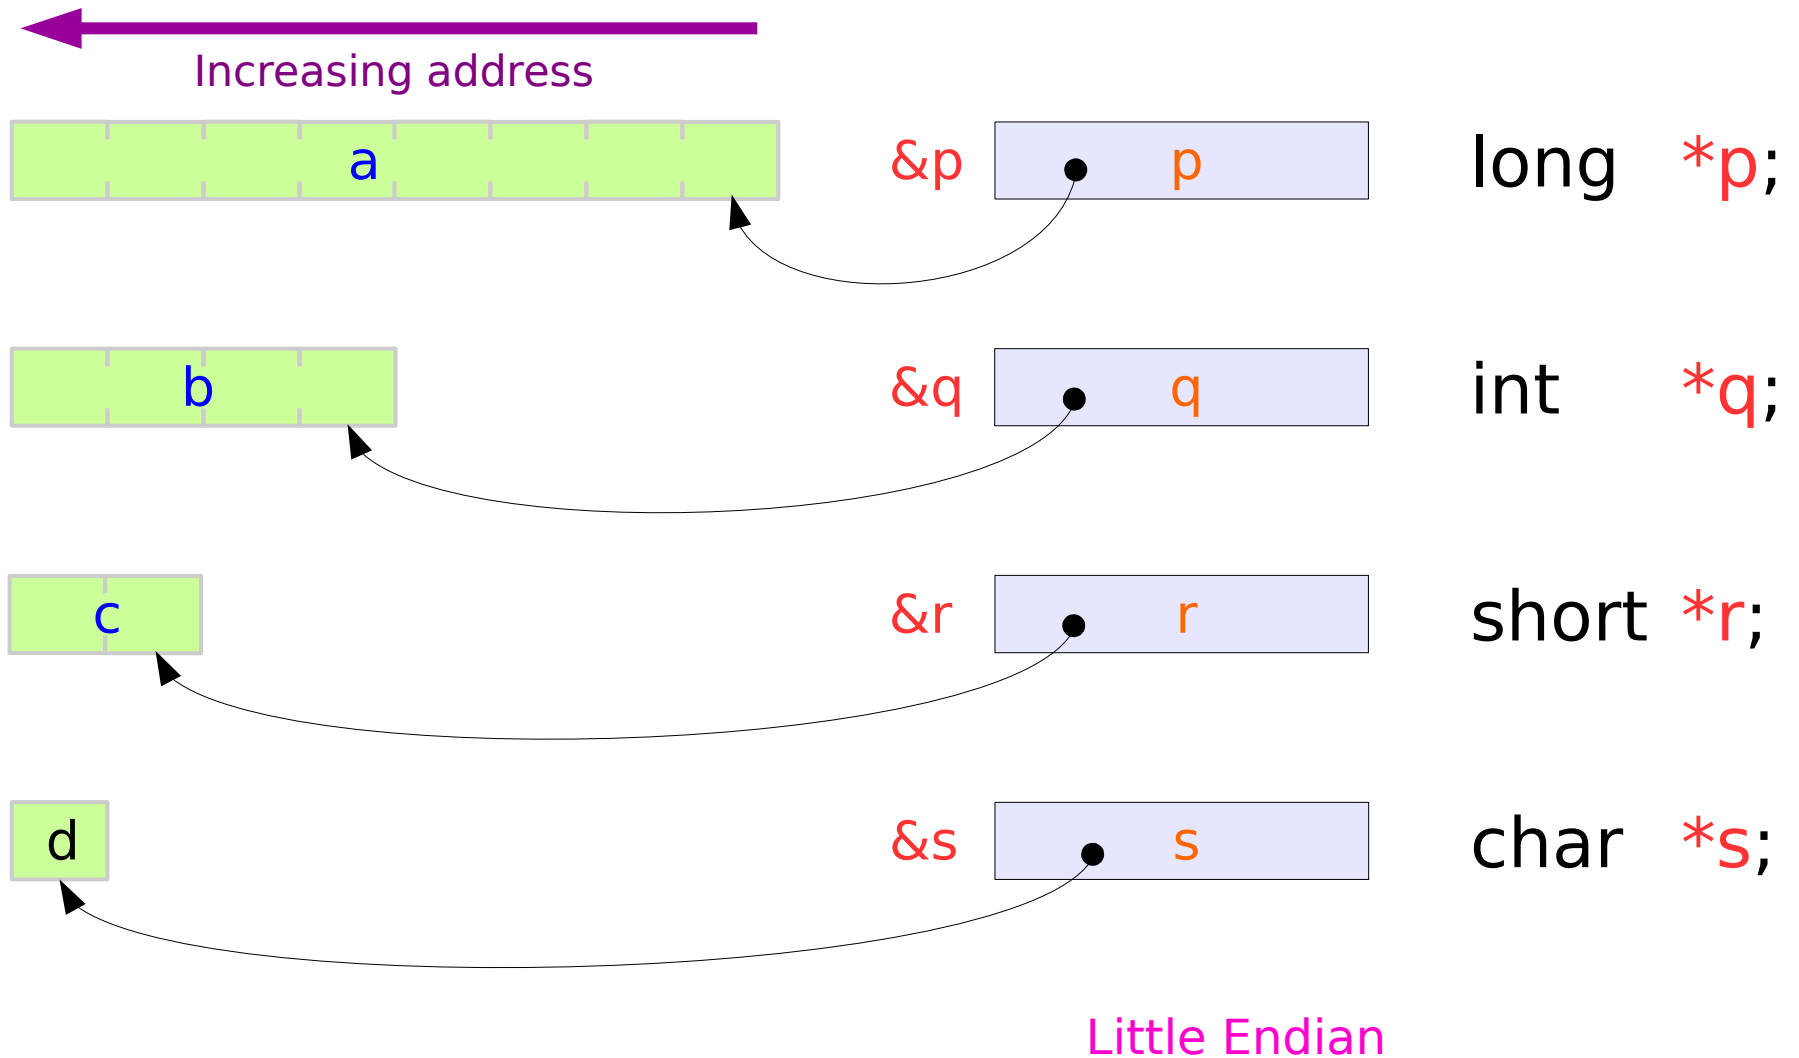 Increasing address
a &p p long *p;
b &q q int *q;
c &r r short *r;
d &s s char *s;
Little Endian